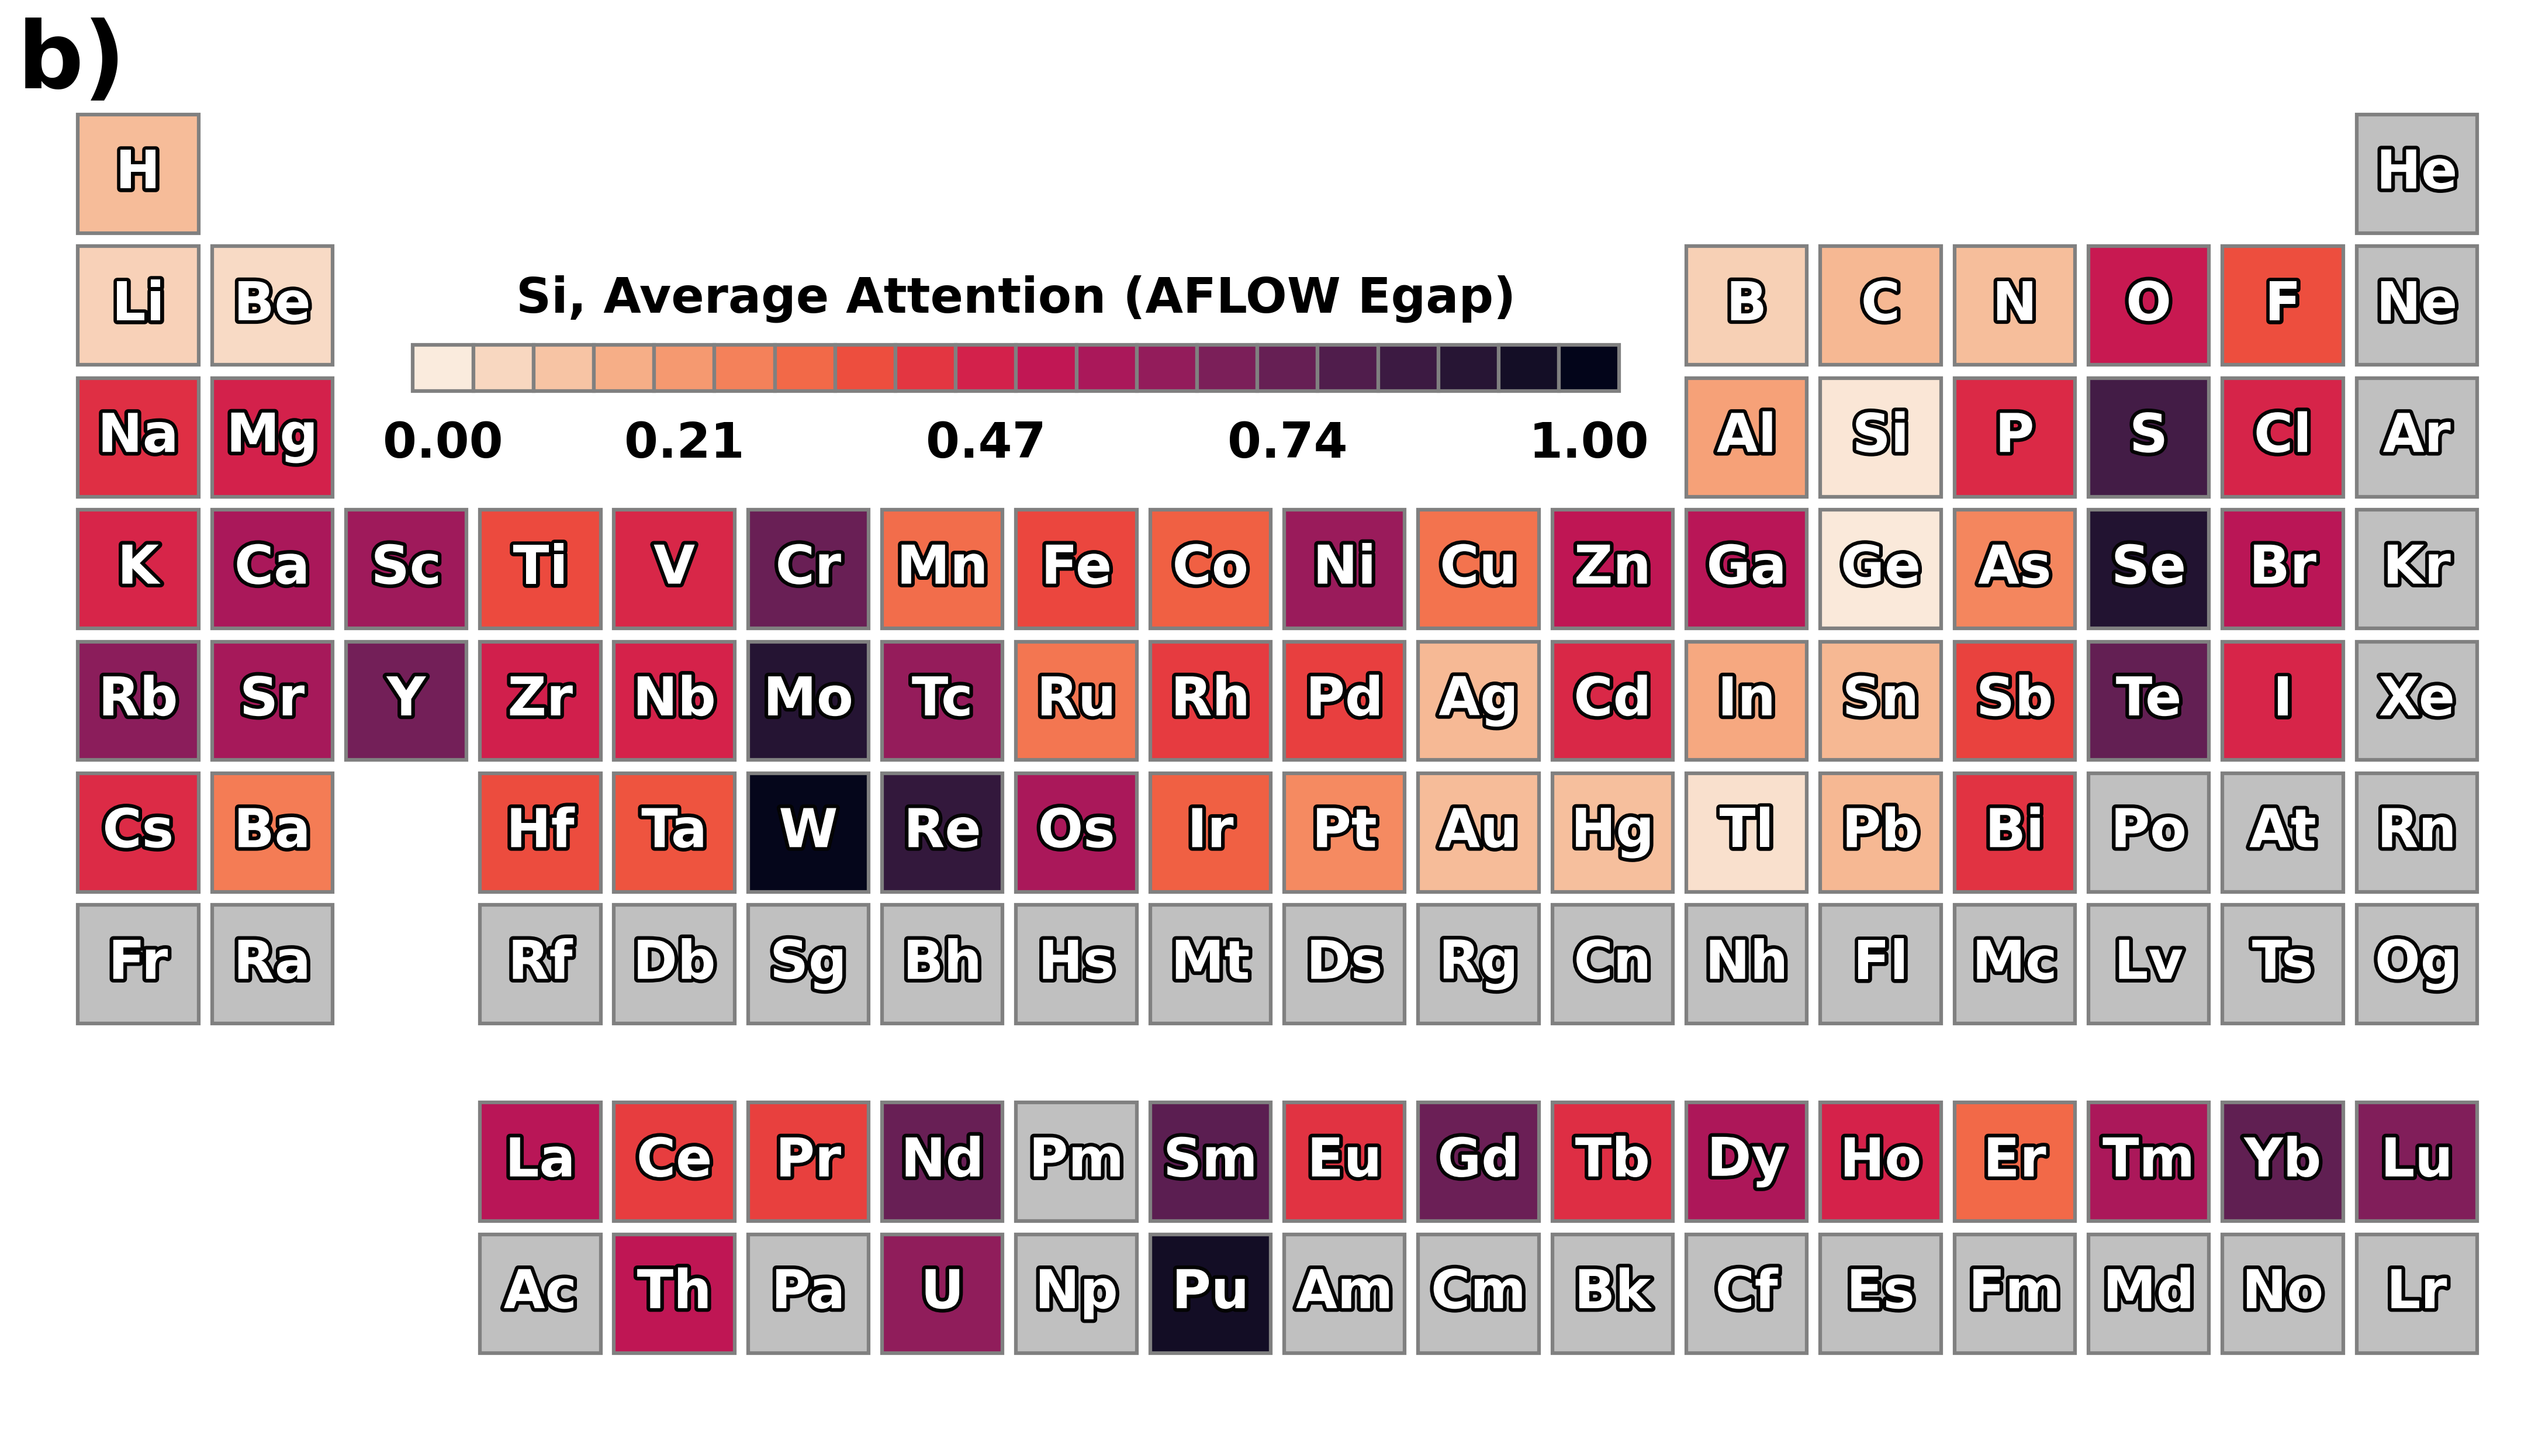 b)
H He
Li Be B C N O F Ne
Si, Average Attention (AFLOW Egap)
Na Mg Al Si P S Cl Ar
0.00 0.21 0.47 0.74 1.00
K Ca Sc Ti V Cr Mn Fe Co Ni Cu Zn Ga Ge As Se Br Kr
Rb Sr Y Zr Nb Mo Tc Ru Rh Pd Ag Cd In Sn Sb Te I Xe
Cs Ba Hf Ta W Re Os Ir Pt Au Hg Tl Pb Bi Po At Rn
Fr Ra Rf Db Sg Bh Hs Mt Ds Rg Cn Nh Fl Mc Lv Ts Og
La Ce Pr Nd Pm Sm Eu Gd Tb Dy Ho Er Tm Yb Lu
Ac Th Pa U Np Pu Am Cm Bk Cf Es Fm Md No Lr